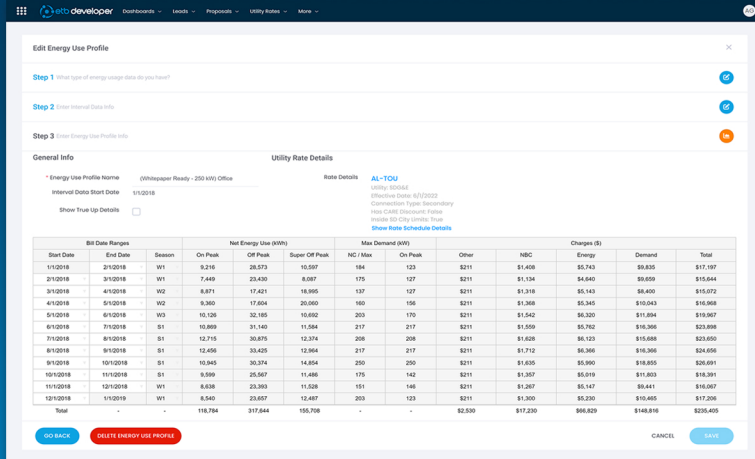 etb developer Dashboards Leads Proposals Utility Rates More AG
Edit Energy Use Profile
Step 1 What type of energy usage data do you have?
Step 2 Enter Interval Data Info
Step 3 Enter Energy Use Profile Info
General Info Utility Rate Details
* Energy Use Profile Name (Whitepaper Ready - 250 kW) Office Rate Details AL-TOU
Utility: SDG&E
Interval Data Start Date 1/1/2018
Effective Date: 6/1/2022
Connection Type: Secondary
Show True Up Details Has CARE Discount: False
Inside SD City Limits: True
Show Rate Schedule Details
Bill Date Ranges Net Energy Use (kWh) Max Demand (kW) Charges ($)
Start Date End Date Season On Peak Off Peak Super Off Peak NC / Max On Peak Other NBC Energy Demand Total
1/1/2018 2/1/2018 W1 9,216 28,573 10,597 184 123 $211 $1,408 $5,743 $9,835 $17,197
2/1/2018 3/1/2018 W1 7,449 23,430 8,087 175 127 $211 $1,134 $4,640 $9,659 $15,644
3/1/2018 4/1/2018 W2 8,871 17,421 18,995 137 127 $211 $1,318 $5,143 $8,400 $15,072
4/1/2018 5/1/2018 W2 9,360 17,604 20,060 160 156 $211 $1,368 $5,345 $10,043 $16,968
5/1/2018 6/1/2018 W3 10,126 32,185 10,692 203 170 $211 $1,542 $6,320 $11,894 $19,967
6/1/2018 7/1/2018 S1 10,869 31,140 11,584 217 217 $211 $1,559 $5,762 $16,366 $23,898
7/1/2018 8/1/2018 S1 12,715 30,875 12,374 208 208 $211 $1,628 $6,123 $15,688 $23,650
8/1/2018 9/1/2018 S1 12,456 33,425 12,964 217 217 $211 $1,712 $6,366 $16,366 $24,656
9/1/2018 10/1/2018 S1 10,945 30,374 14,854 250 250 $211 $1,635 $5,990 $18,855 $26,691
10/1/2018 11/1/2018 S1 9,599 25,567 11,486 175 142 $211 $1,357 $5,019 $11,803 $18,391
11/1/2018 12/1/2018 W1 8,638 23,393 11,528 151 146 $211 $1,267 $5,147 $9,441 $16,067
12/1/2018 1/1/2019 W1 8,540 23,657 12,487 203 123 $211 $1,300 $5,230 $10,465 $17,206
Total - - 118,784 317,644 155,708 - - $2,530 $17,230 $66,829 $148,816 $235,405
GO BACK DELETE ENERGY USE PROFILE CANCEL SAVE